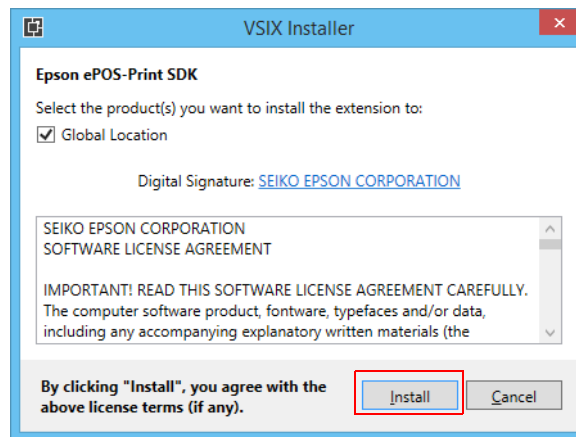 VSIX Installer
Epson ePOS-Print SDK
Select the product(s) you want to install the extension to:
Global Location
Digital Signature: SEIKO EPSON CORPORATION
SEIKO EPSON CORPORATION
SOFTWARE LICENSE AGREEMENT
IMPORTANT! READ THIS SOFTWARE LICENSE AGREEMENT CAREFULLY.
The computer software product, fontware, typefaces and/or data,
including any accompanying explanatory written materials (the
By clicking "Install", you agree with the
above license terms (if any).
Install
Cancel